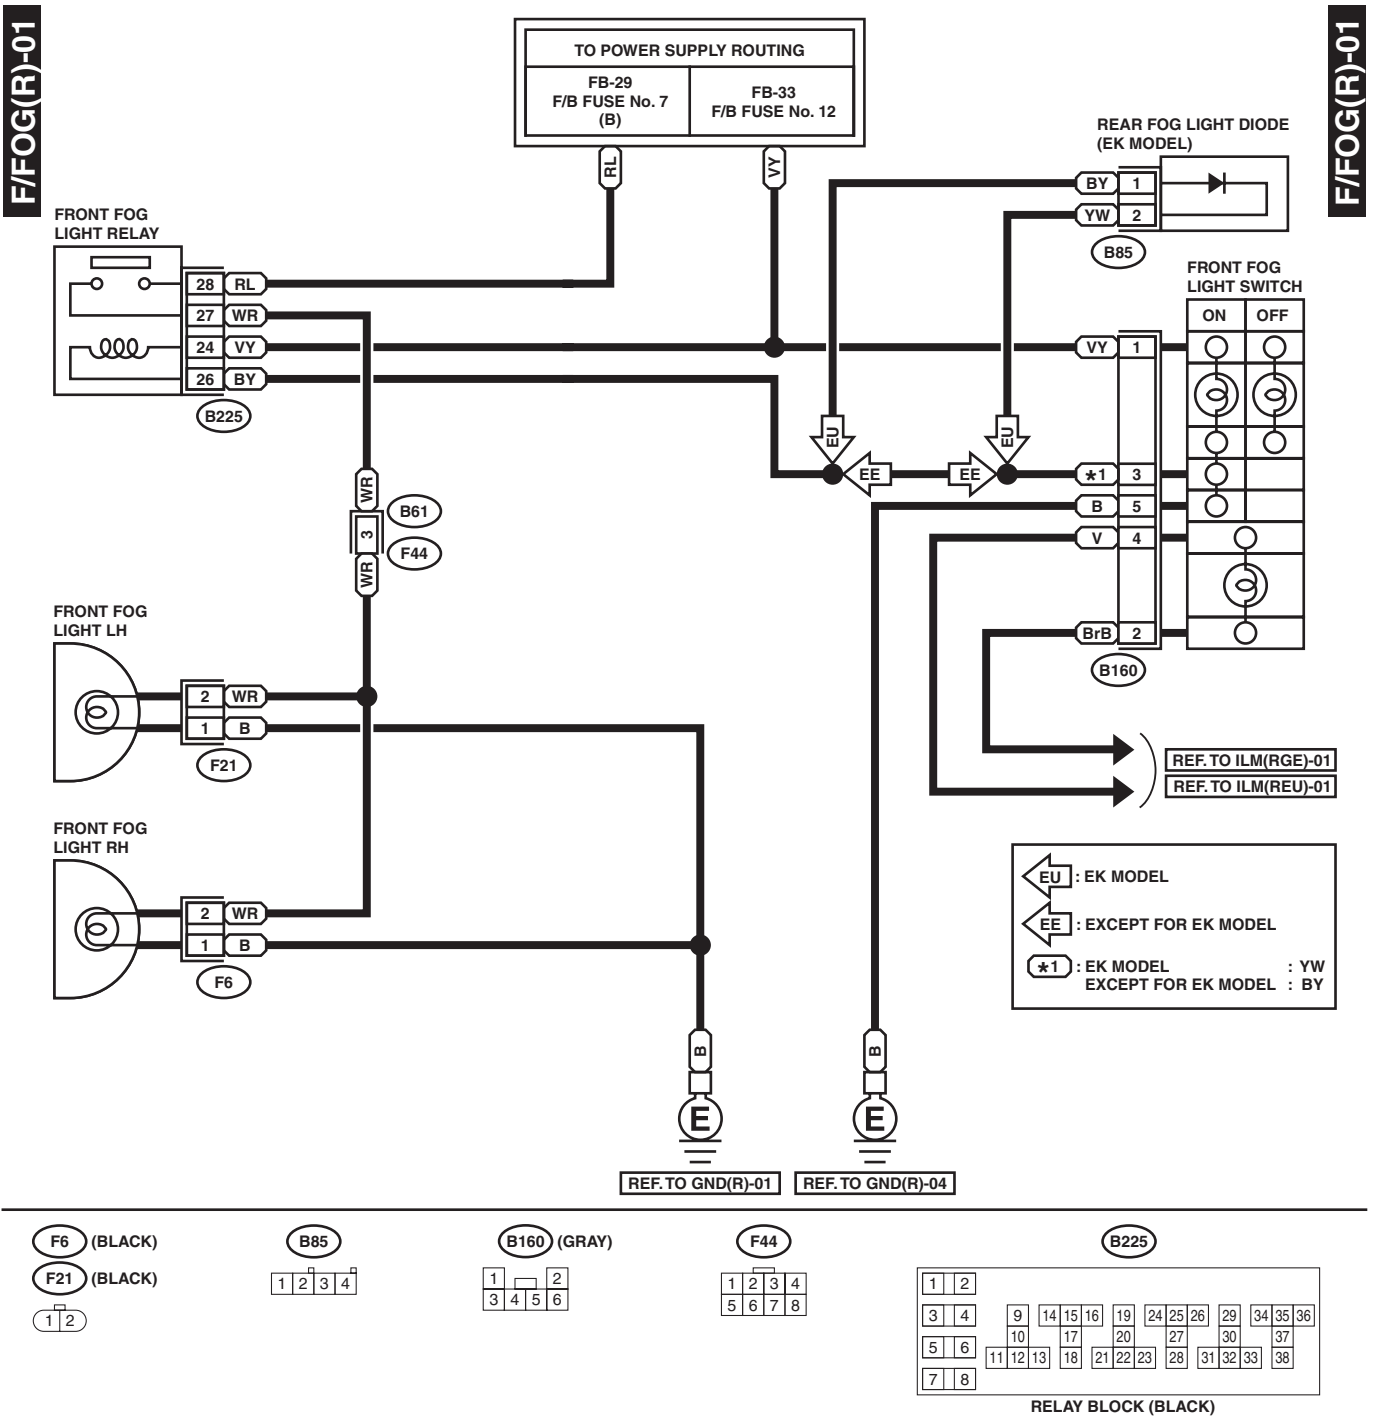 F/FOG(R)-01
F/FOG(R)-01
TO POWER SUPPLY ROUTING
FB-29
F/B FUSE No. 7
(B)
FB-33
F/B FUSE No. 12
RL
VY
REAR FOG LIGHT DIODE
(EK MODEL)
BY 1
YW 2
B85
FRONT FOG
LIGHT RELAY
28 RL
27 WR
24 VY
26 BY
B225
FRONT FOG
LIGHT SWITCH
ON OFF
VY 1
EU
EU
EE
EE
*1 3
B 5
V 4
BrB 2
B160
WR
B61
3
F44
WR
FRONT FOG
LIGHT LH
2 WR
1 B
F21
REF. TO ILM(RGE)-01
REF. TO ILM(REU)-01
FRONT FOG
LIGHT RH
2 WR
1 B
F6
EU : EK MODEL
EE : EXCEPT FOR EK MODEL
*1 : EK MODEL : YW
EXCEPT FOR EK MODEL : BY
B
B
E
E
REF. TO GND(R)-01
REF. TO GND(R)-04
F6 (BLACK)
F21 (BLACK)
1 2
B85
1 2 3 4
B160 (GRAY)
1 2
3 4 5 6
F44
1 2 3 4
5 6 7 8
B225
1 2
3 4 9 14 15 16 19 24 25 26 29 34 35 36
10 17 20 27 30 37
5 6 11 12 13 18 21 22 23 28 31 32 33 38
7 8
RELAY BLOCK (BLACK)